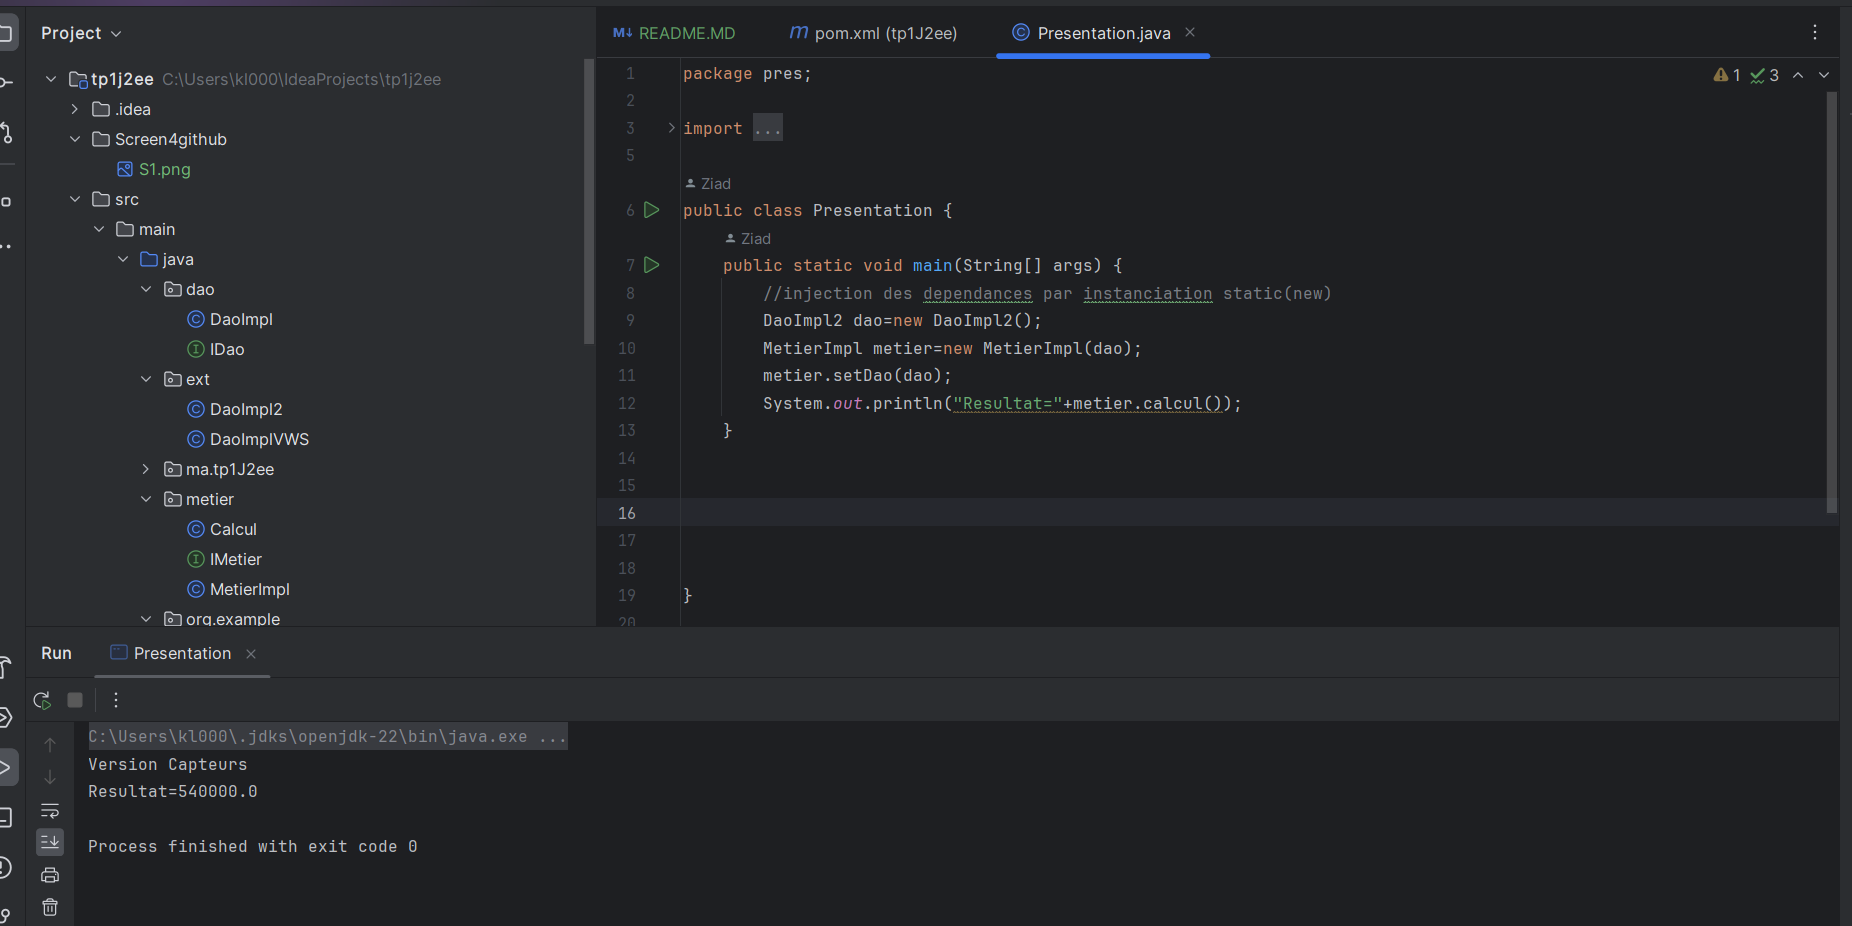 Project
tp1j2ee C:\Users\kl000\IdeaProjects\tp1j2ee
.idea
Screen4github
S1.png
src
main
java
dao
DaoImpl
IDao
ext
DaoImpl2
DaoImplVWS
ma.tp1J2ee
metier
Calcul
IMetier
MetierImpl
org.example
README.MD
pom.xml (tp1J2ee)
Presentation.java
1 3
1 package pres;
2
3 import ...
5
Ziad
6 public class Presentation {
Ziad
7 public static void main(String[] args) {
8 //injection des dependances par instanciation static(new)
9 DaoImpl2 dao=new DaoImpl2();
10 MetierImpl metier=new MetierImpl(dao);
11 metier.setDao(dao);
12 System.out.println("Resultat="+metier.calcul());
13 }
14
15
16
17
18
19 }
20
Run Presentation
C:\Users\kl000\.jdks\openjdk-22\bin\java.exe ...
Version Capteurs
Resultat=540000.0
Process finished with exit code 0